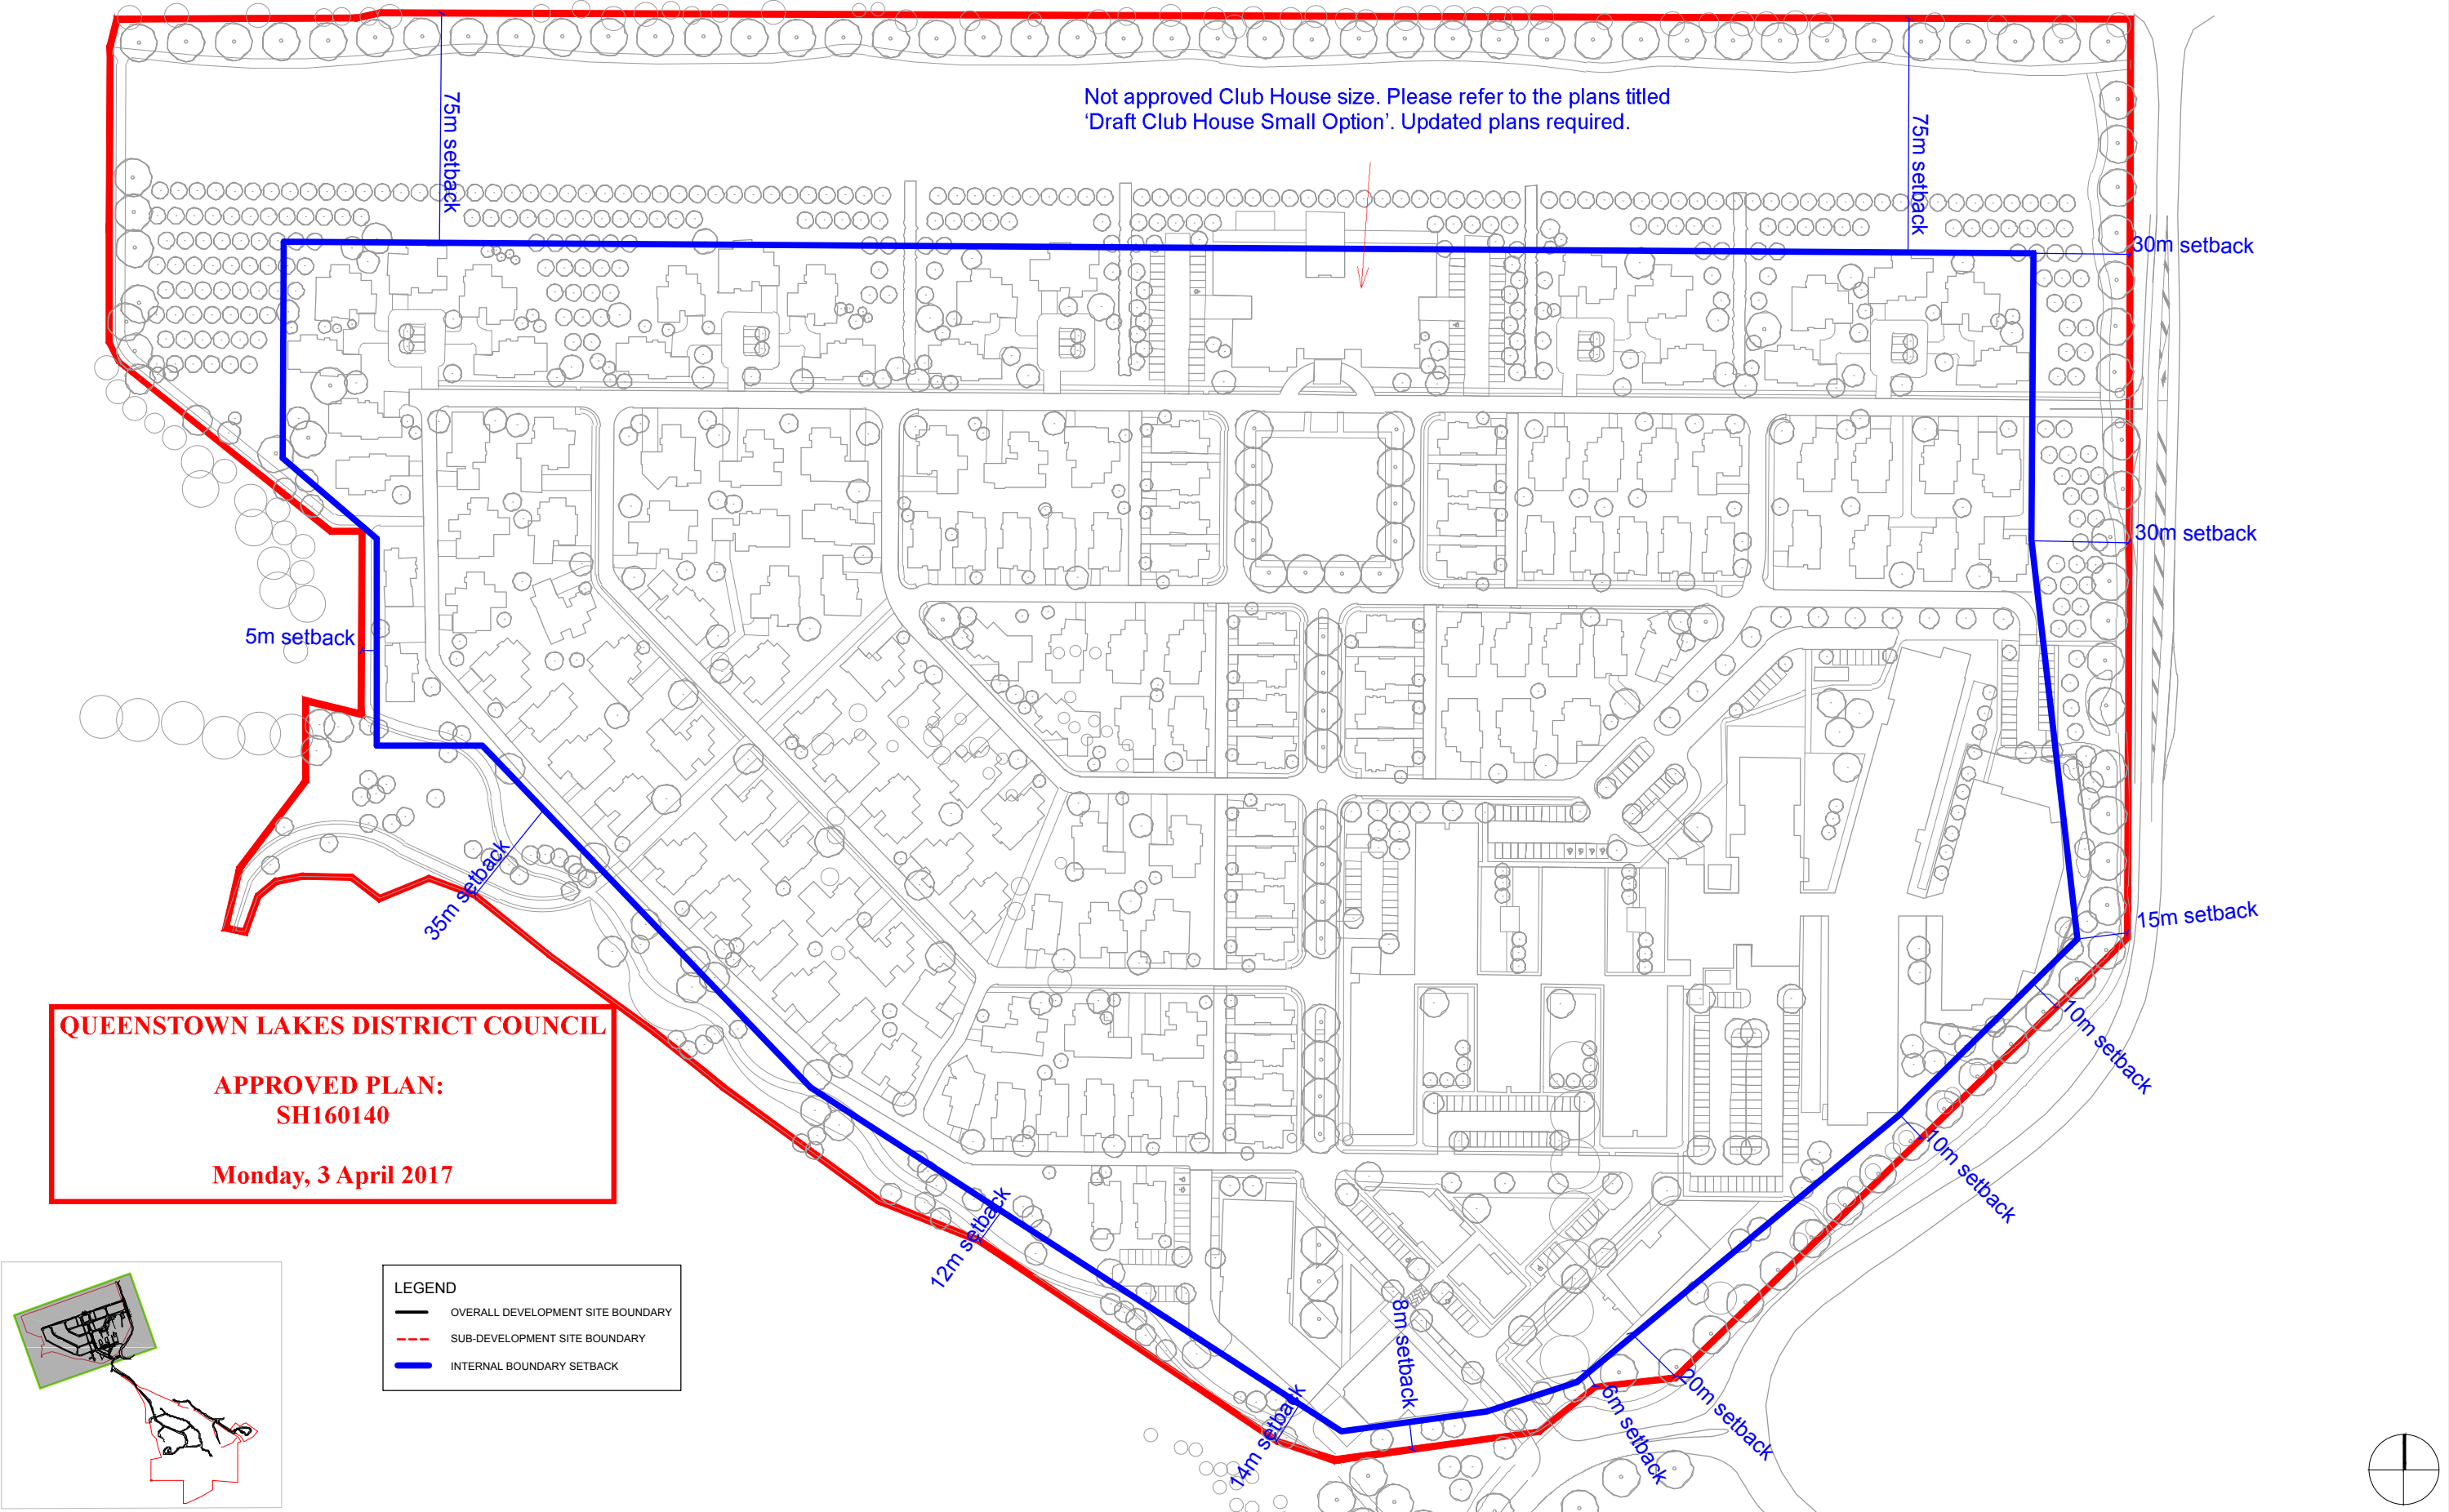 Not approved Club House size. Please refer to the plans titled
‘Draft Club House Small Option’. Updated plans required.
75m setback
75m setback
30m setback
30m setback
5m setback
35m setback
15m setback
10m setback
10m setback
12m setback
8m setback
14m setback
6m setback
20m setback
QUEENSTOWN LAKES DISTRICT COUNCIL
APPROVED PLAN:
SH160140
Monday, 3 April 2017
LEGEND
OVERALL DEVELOPMENT SITE BOUNDARY
SUB-DEVELOPMENT SITE BOUNDARY
INTERNAL BOUNDARY SETBACK